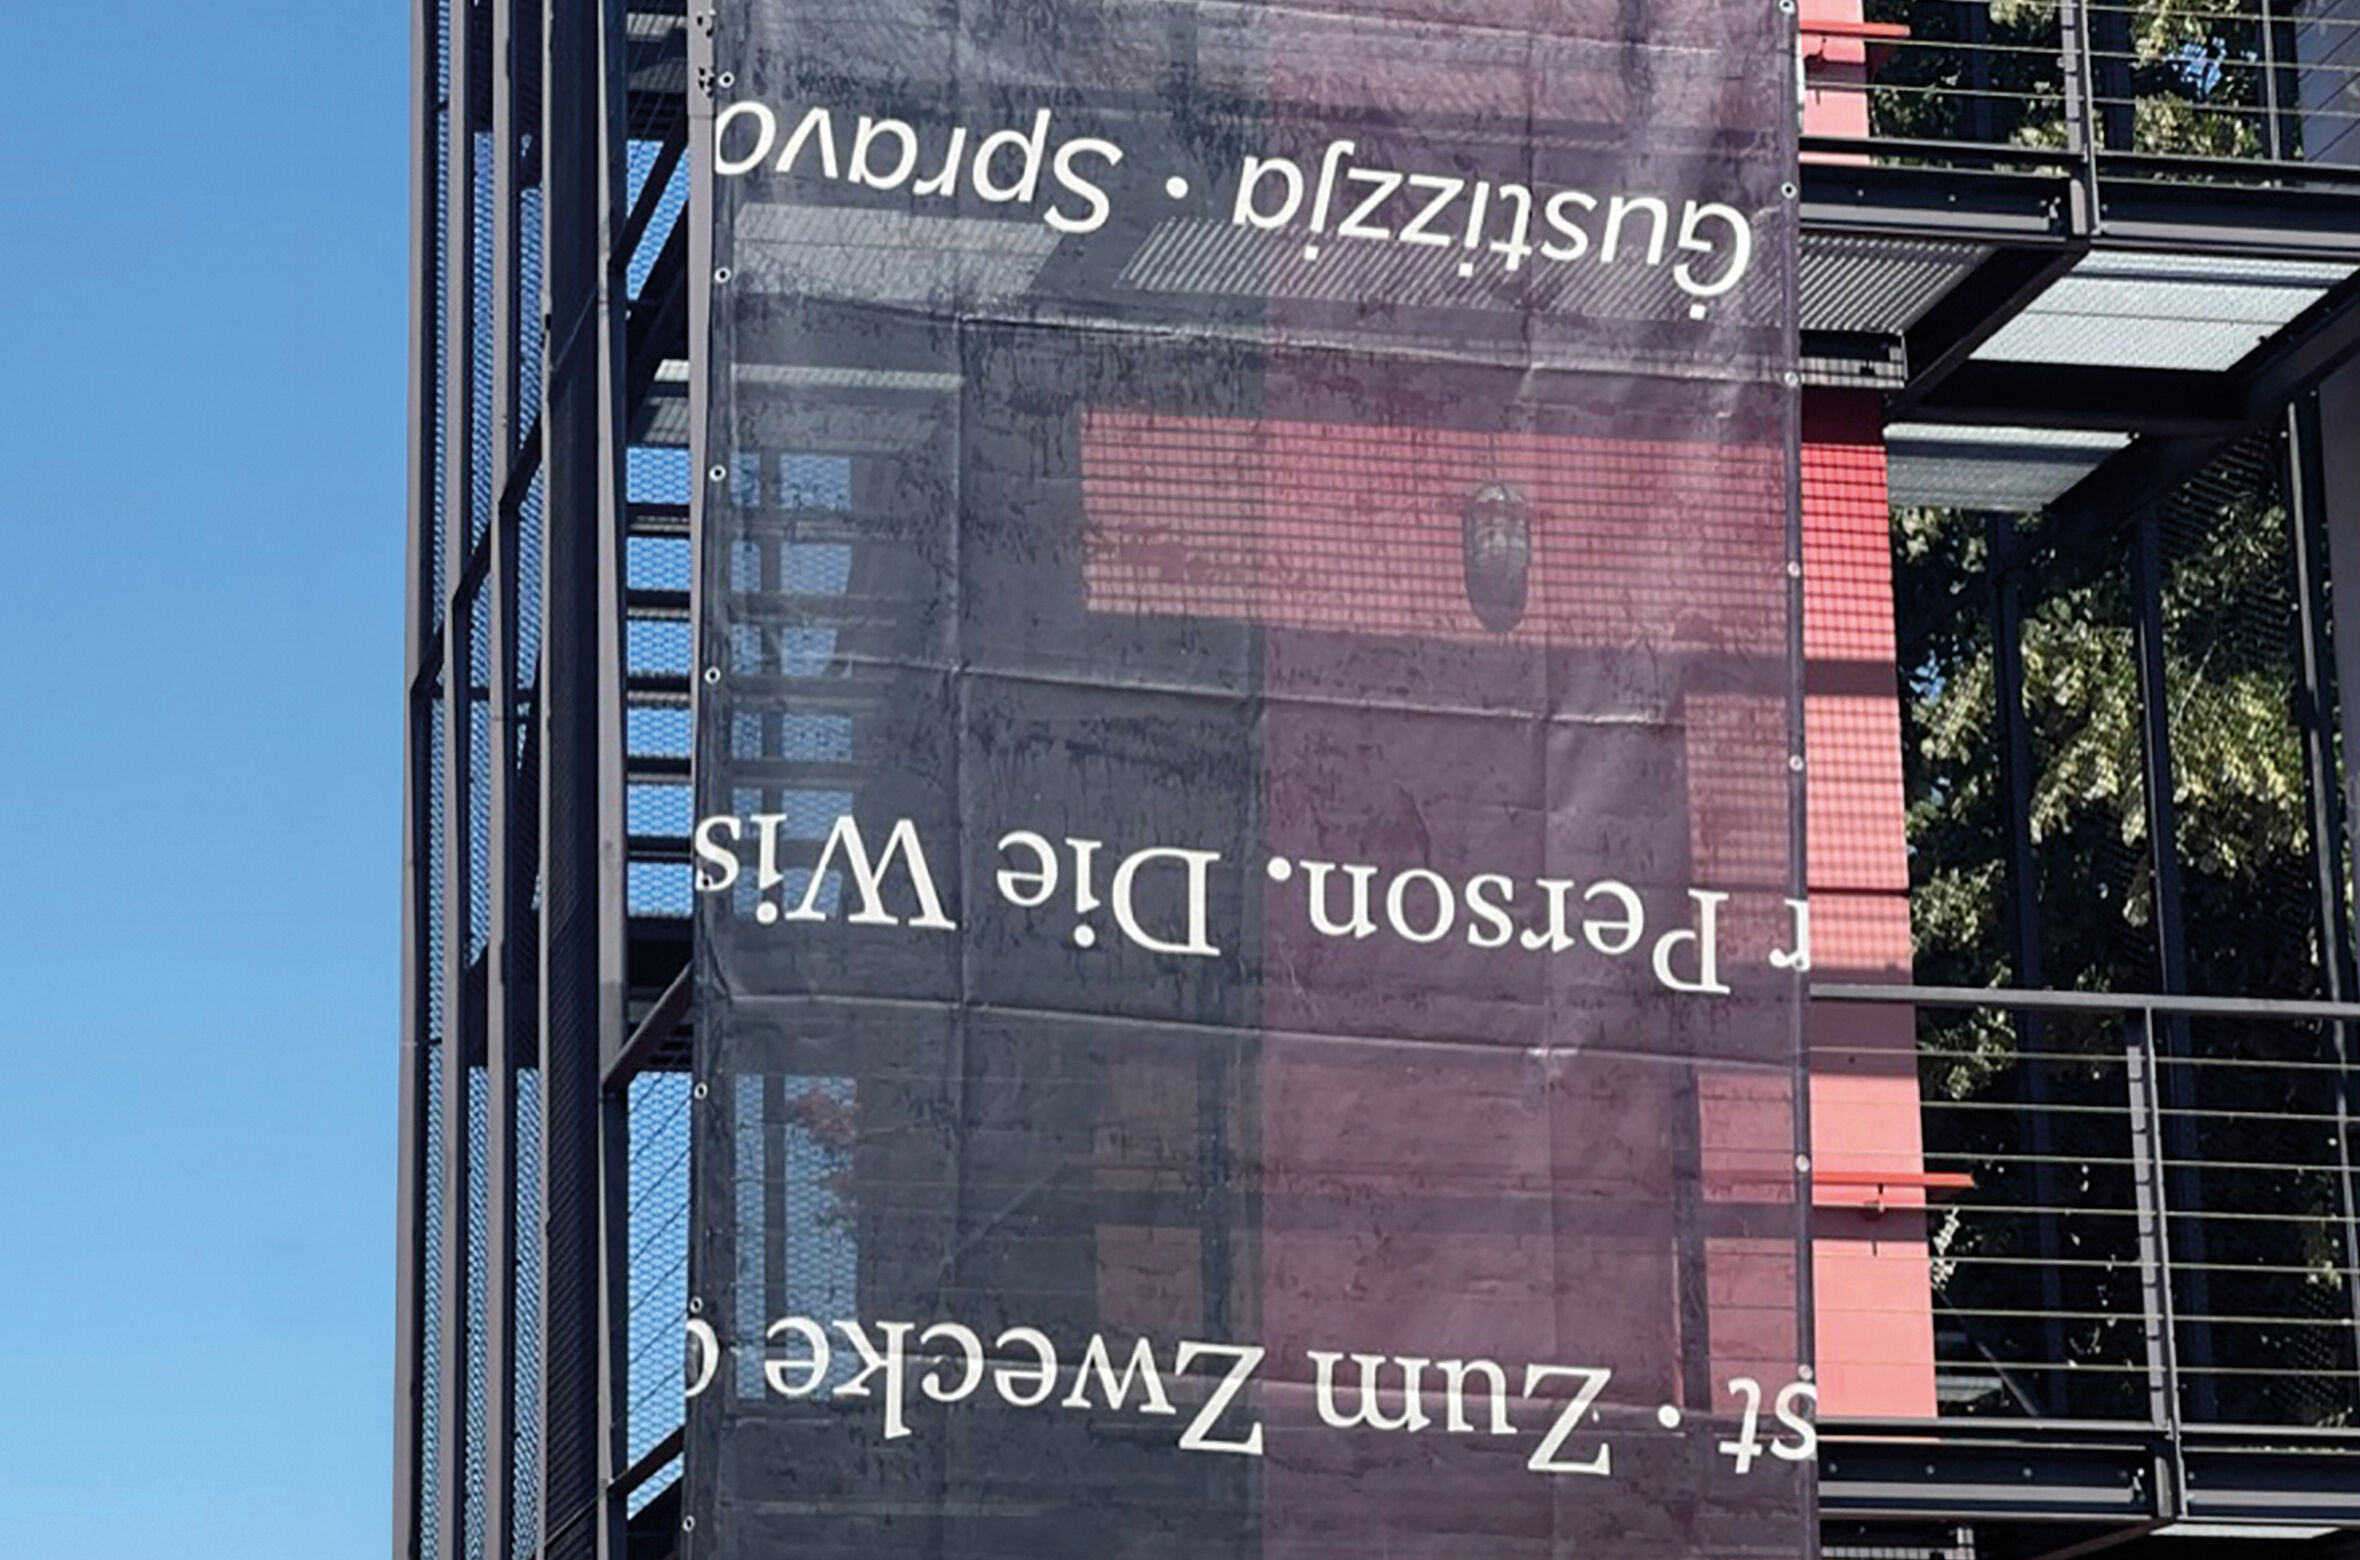 st · Zum Zwecke
r Person. Die Wis
Ġustizzja · Spravo